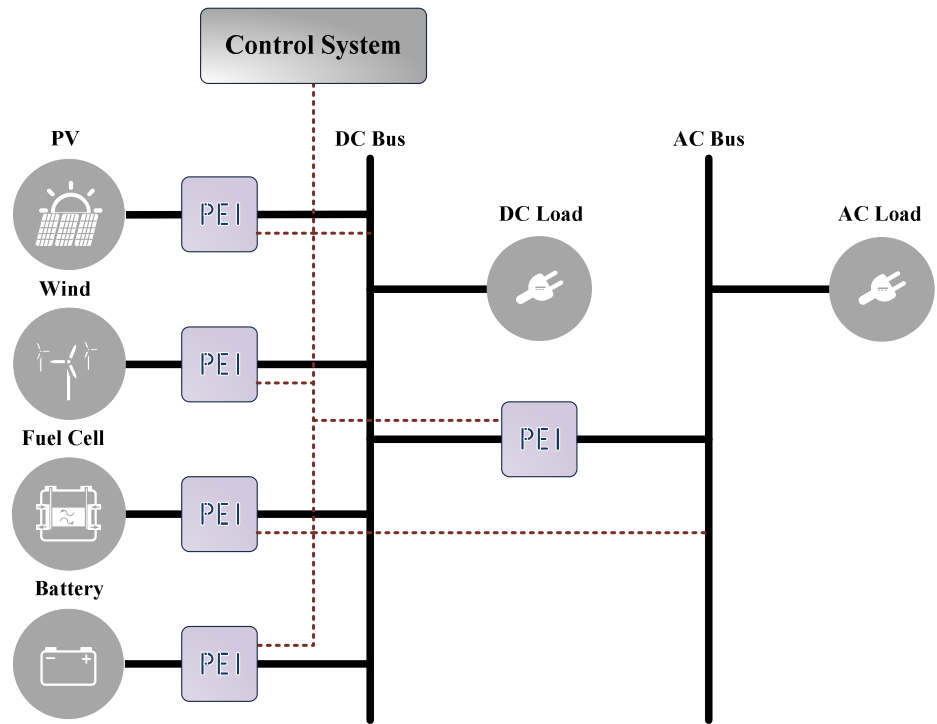 Control System
PV
DC Bus
AC Bus
PEI
DC Load
AC Load
Wind
PEI
Fuel Cell
PEI
PEI
Battery
PEI